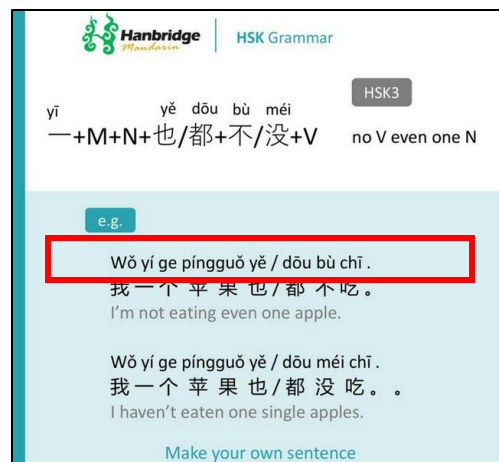 Hanbridge
Mandarin
HSK Grammar
HSK3
yī yě dōu bù méi
一+M+N+也/都+不/没+V no V even one N
e.g.
Wǒ yí ge píngguǒ yě / dōu bù chī .
我一个苹果也/都不吃。
I'm not eating even one apple.
Wǒ yí ge píngguǒ yě / dōu méi chī .
我一个苹果也/都没吃。。
I haven't eaten one single apples.
Make your own sentence